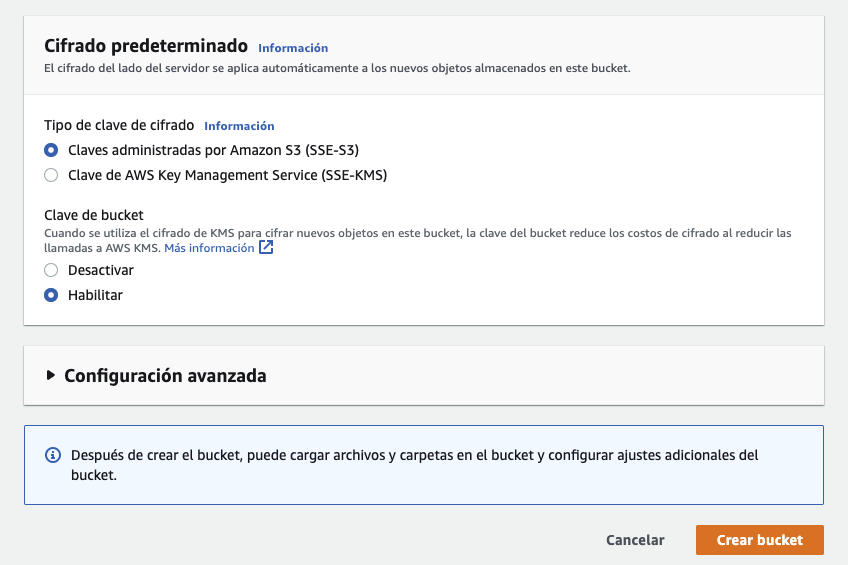 Cifrado predeterminado Información
El cifrado del lado del servidor se aplica automáticamente a los nuevos objetos almacenados en este bucket.
Tipo de clave de cifrado Información
Claves administradas por Amazon S3 (SSE-S3)
Clave de AWS Key Management Service (SSE-KMS)
Clave de bucket
Cuando se utiliza el cifrado de KMS para cifrar nuevos objetos en este bucket, la clave del bucket reduce los costos de cifrado al reducir las
llamadas a AWS KMS. Más información
Desactivar
Habilitar
Configuración avanzada
Después de crear el bucket, puede cargar archivos y carpetas en el bucket y configurar ajustes adicionales del
bucket.
Cancelar Crear bucket